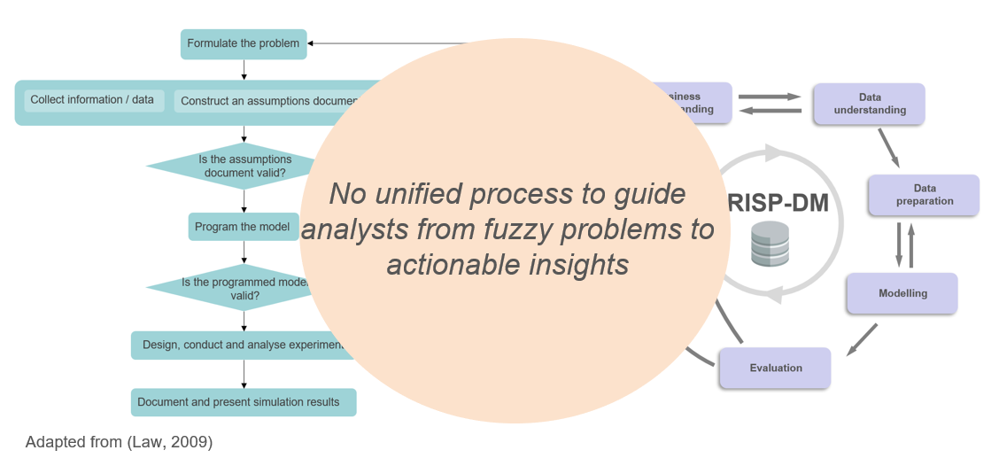 Formulate the problem
Collect information / data
Construct an assumptions documen
Is the assumptions
document valid?
Program the model
Is the programmed mode
valid?
Design, conduct and analyse experimen
Document and present simulation results
Adapted from (Law, 2009)
No unified process to guide
analysts from fuzzy problems to
actionable insights
siness
nding
Data
understanding
Data
preparation
RISP-DM
Modelling
Evaluation